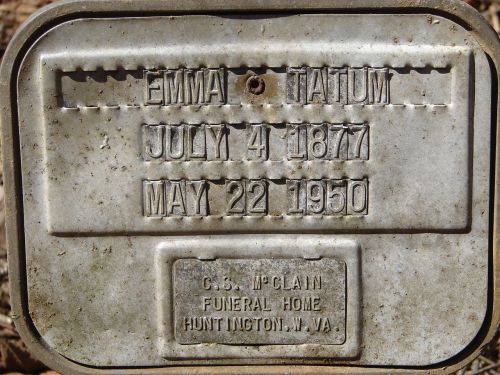 EMMA TATUM
JULY 4 1877
MAY 22 1950
C.S. McCLAIN
FUNERAL HOME
HUNTINGTON.W.VA.